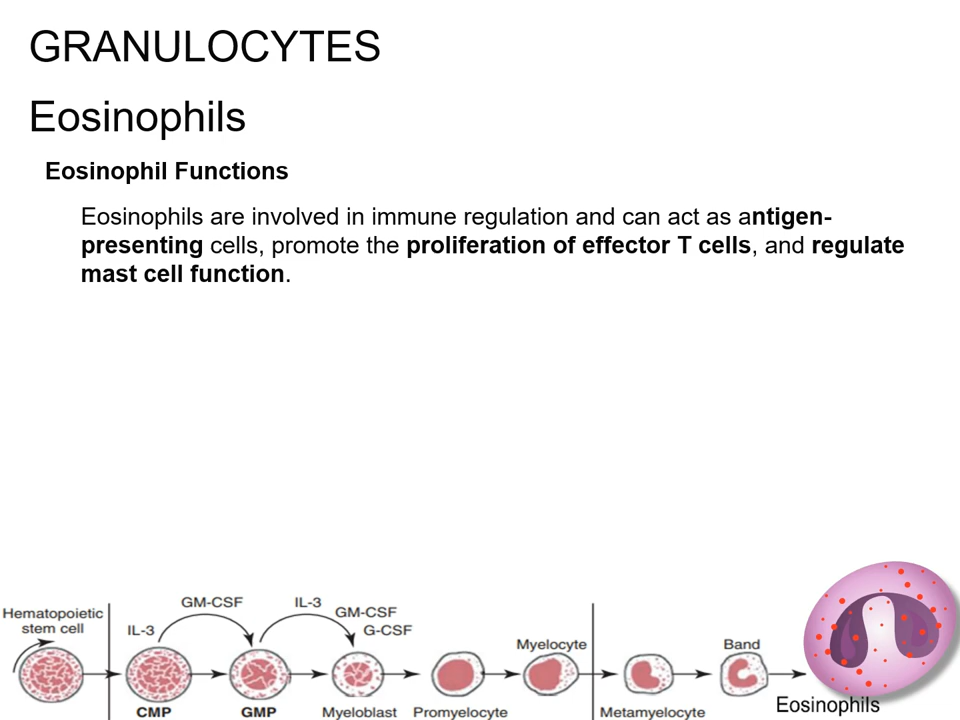 GRANULOCYTES
Eosinophils
Eosinophil Functions
Eosinophils are involved in immune regulation and can act as antigen-
presenting cells, promote the proliferation of effector T cells, and regulate
mast cell function.
Hematopoietic
stem cell
IL-3
GM-CSF
IL-3
GM-CSF
G-CSF
Myelocyte
Band
CMP
GMP
Myeloblast
Promyelocyte
Metamyelocyte
Eosinophils